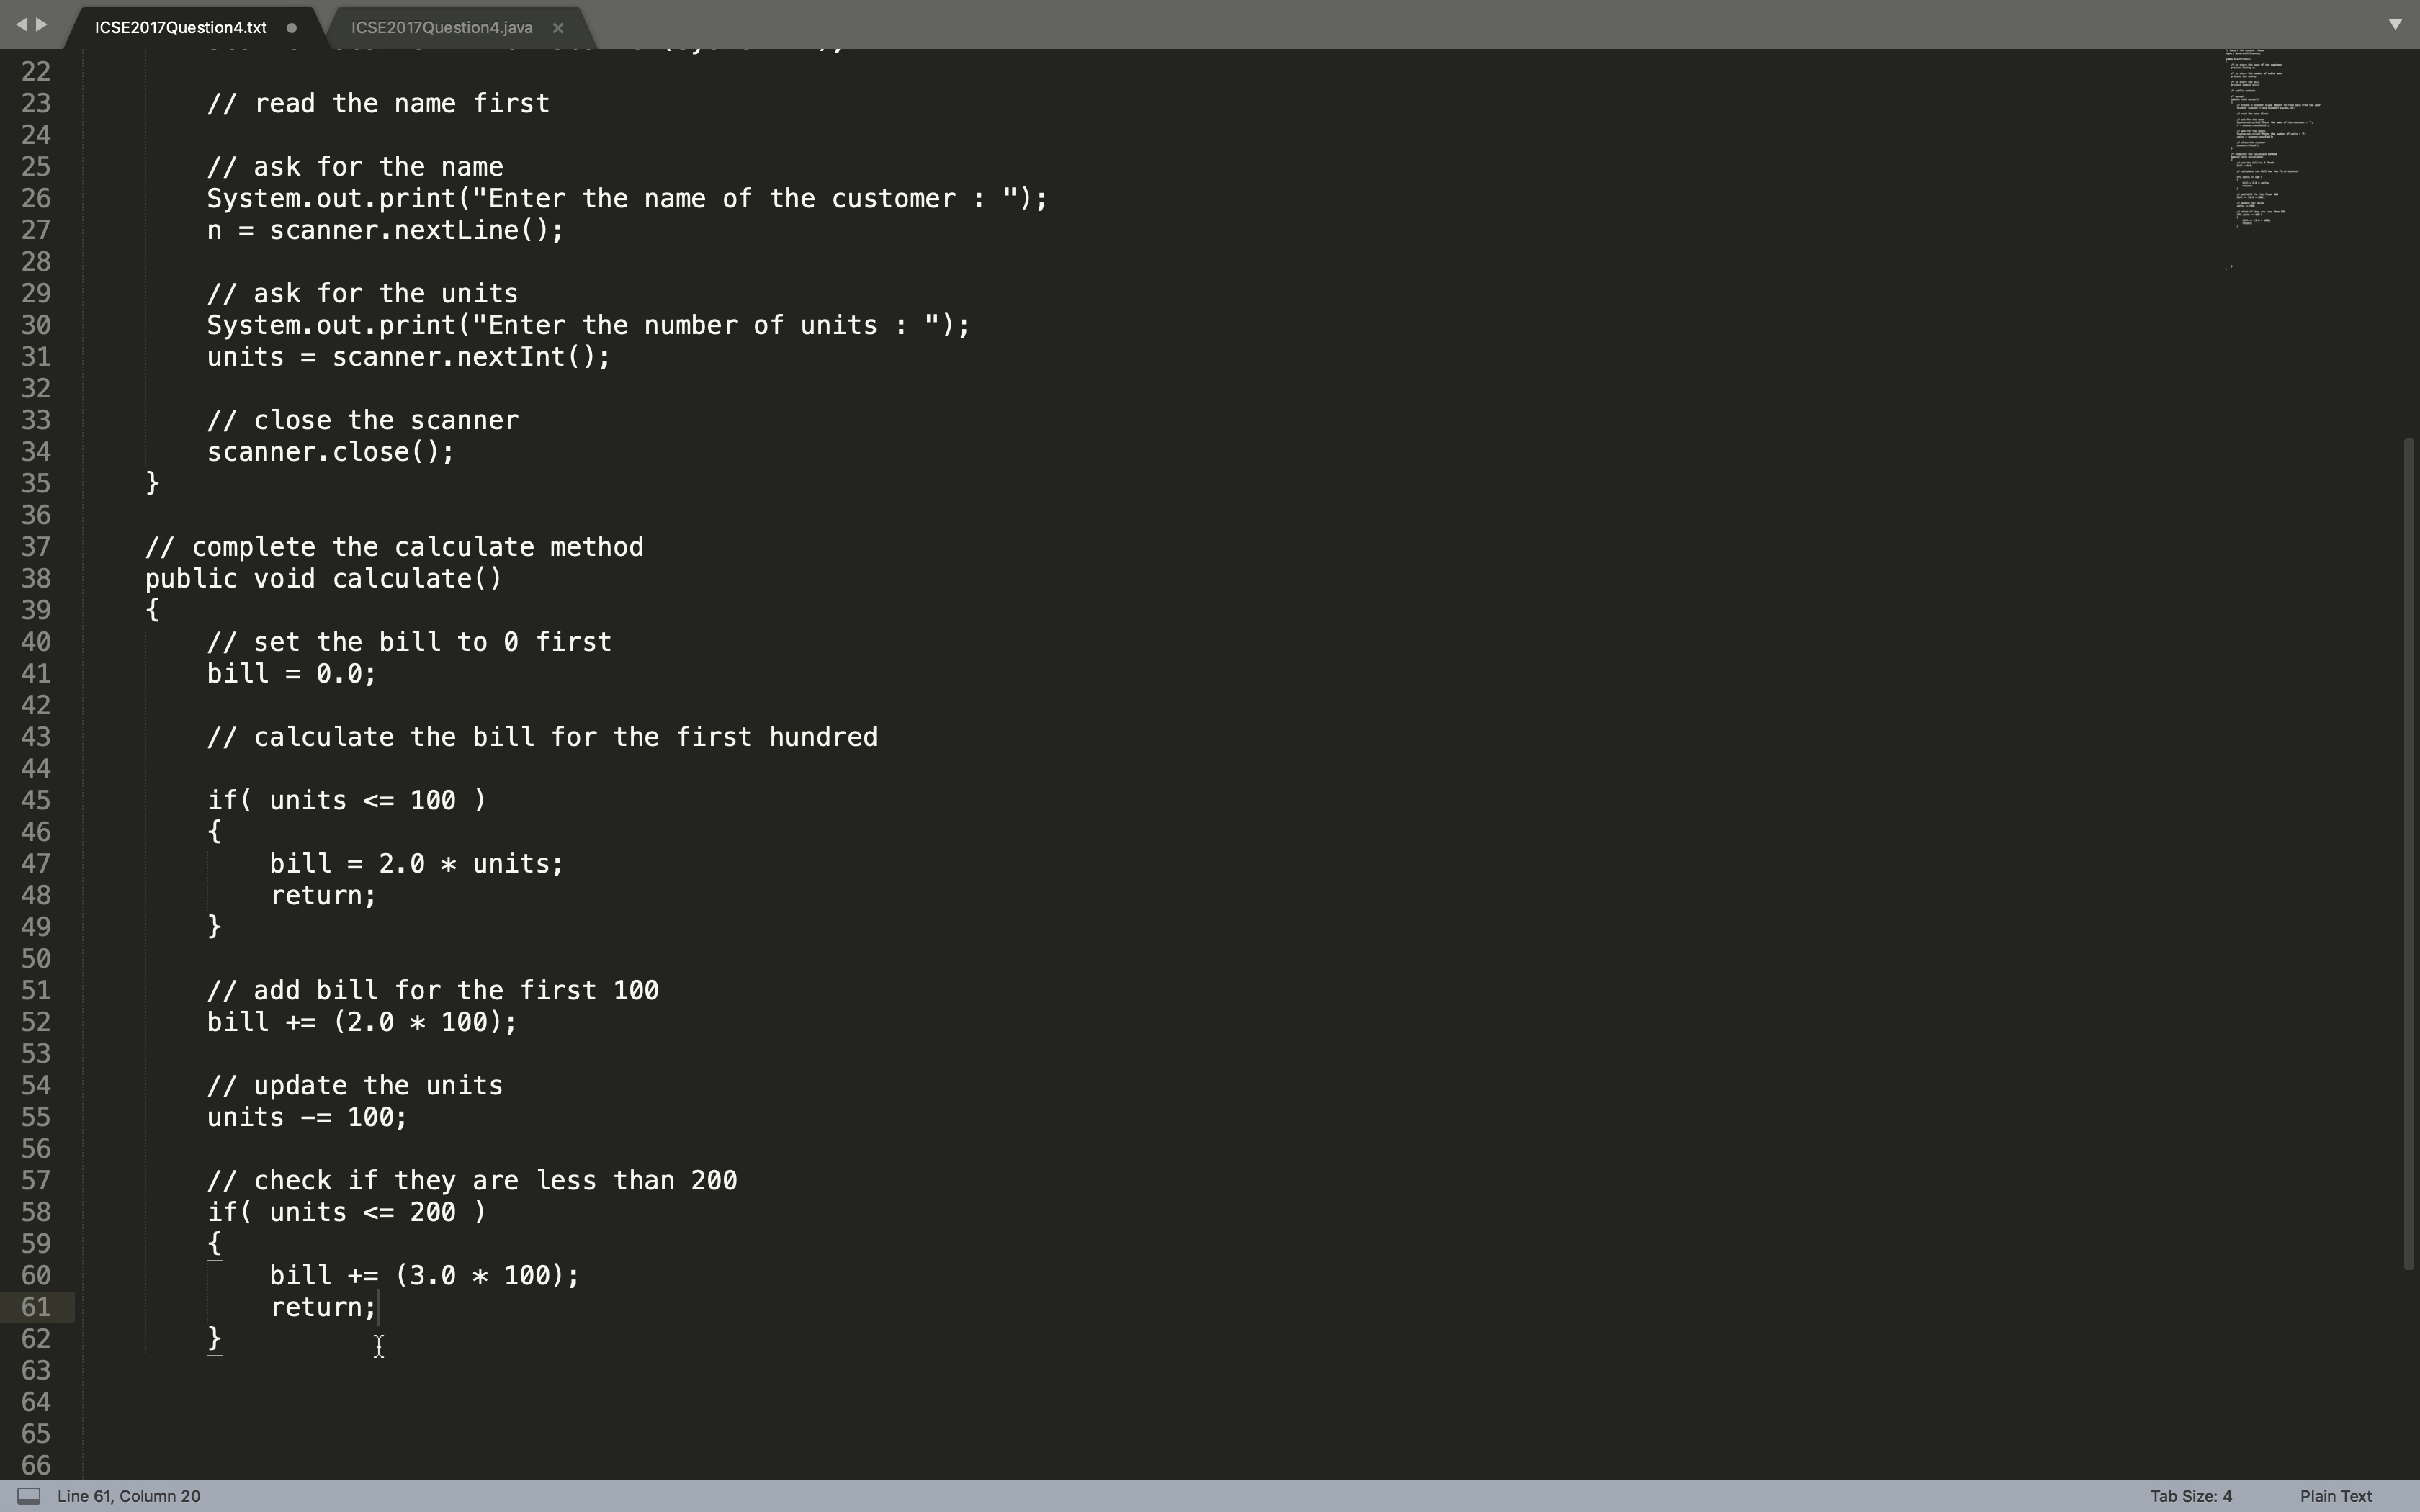 ICSE2017Question4.txt
ICSE2017Question4.java
22
23 // read the name first
24
25 // ask for the name
26 System.out.print("Enter the name of the customer : ");
27 n = scanner.nextLine();
28
29 // ask for the units
30 System.out.print("Enter the number of units : ");
31 units = scanner.nextInt();
32
33 // close the scanner
34 scanner.close();
35 }
36
37 // complete the calculate method
38 public void calculate()
39 {
40 // set the bill to 0 first
41 bill = 0.0;
42
43 // calculate the bill for the first hundred
44
45 if( units <= 100 )
46 {
47 bill = 2.0 * units;
48 return;
49 }
50
51 // add bill for the first 100
52 bill += (2.0 * 100);
53
54 // update the units
55 units -= 100;
56
57 // check if they are less than 200
58 if( units <= 200 )
59 {
60 bill += (3.0 * 100);
61 return;
62 }
63
64
65
66
Line 61, Column 20
Tab Size: 4
Plain Text